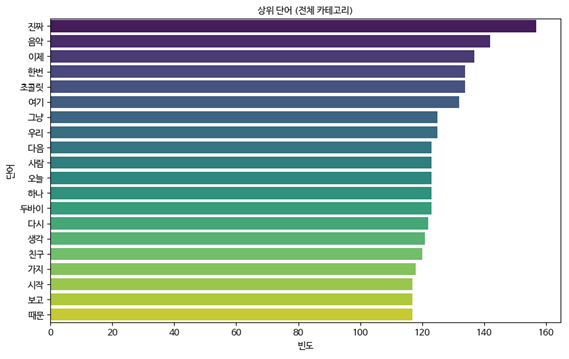 상위 단어 (전체 카테고리)
단어
진짜
음악
이제
한번
초콜릿
여기
그냥
우리
다음
사람
오늘
하나
두바이
다시
생각
친구
가지
시작
보고
때문
0 20 40 60 80 100 120 140 160
빈도